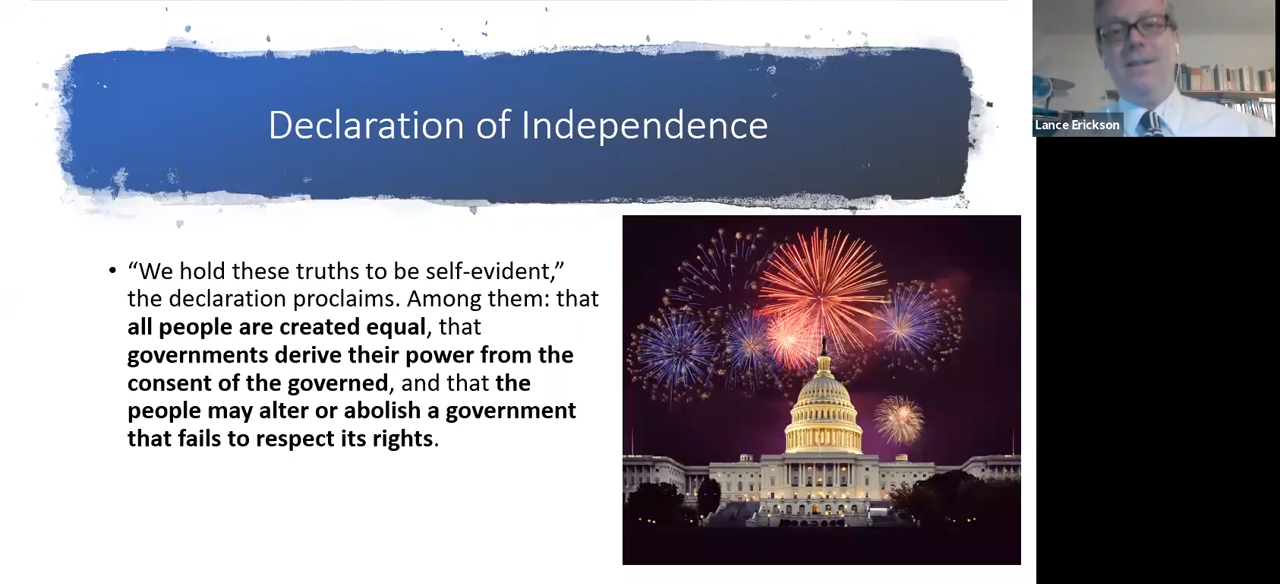 Declaration of Independence
Lance Erickson
• “We hold these truths to be self-evident,”
the declaration proclaims. Among them: that
all people are created equal, that
governments derive their power from the
consent of the governed, and that the
people may alter or abolish a government
that fails to respect its rights.